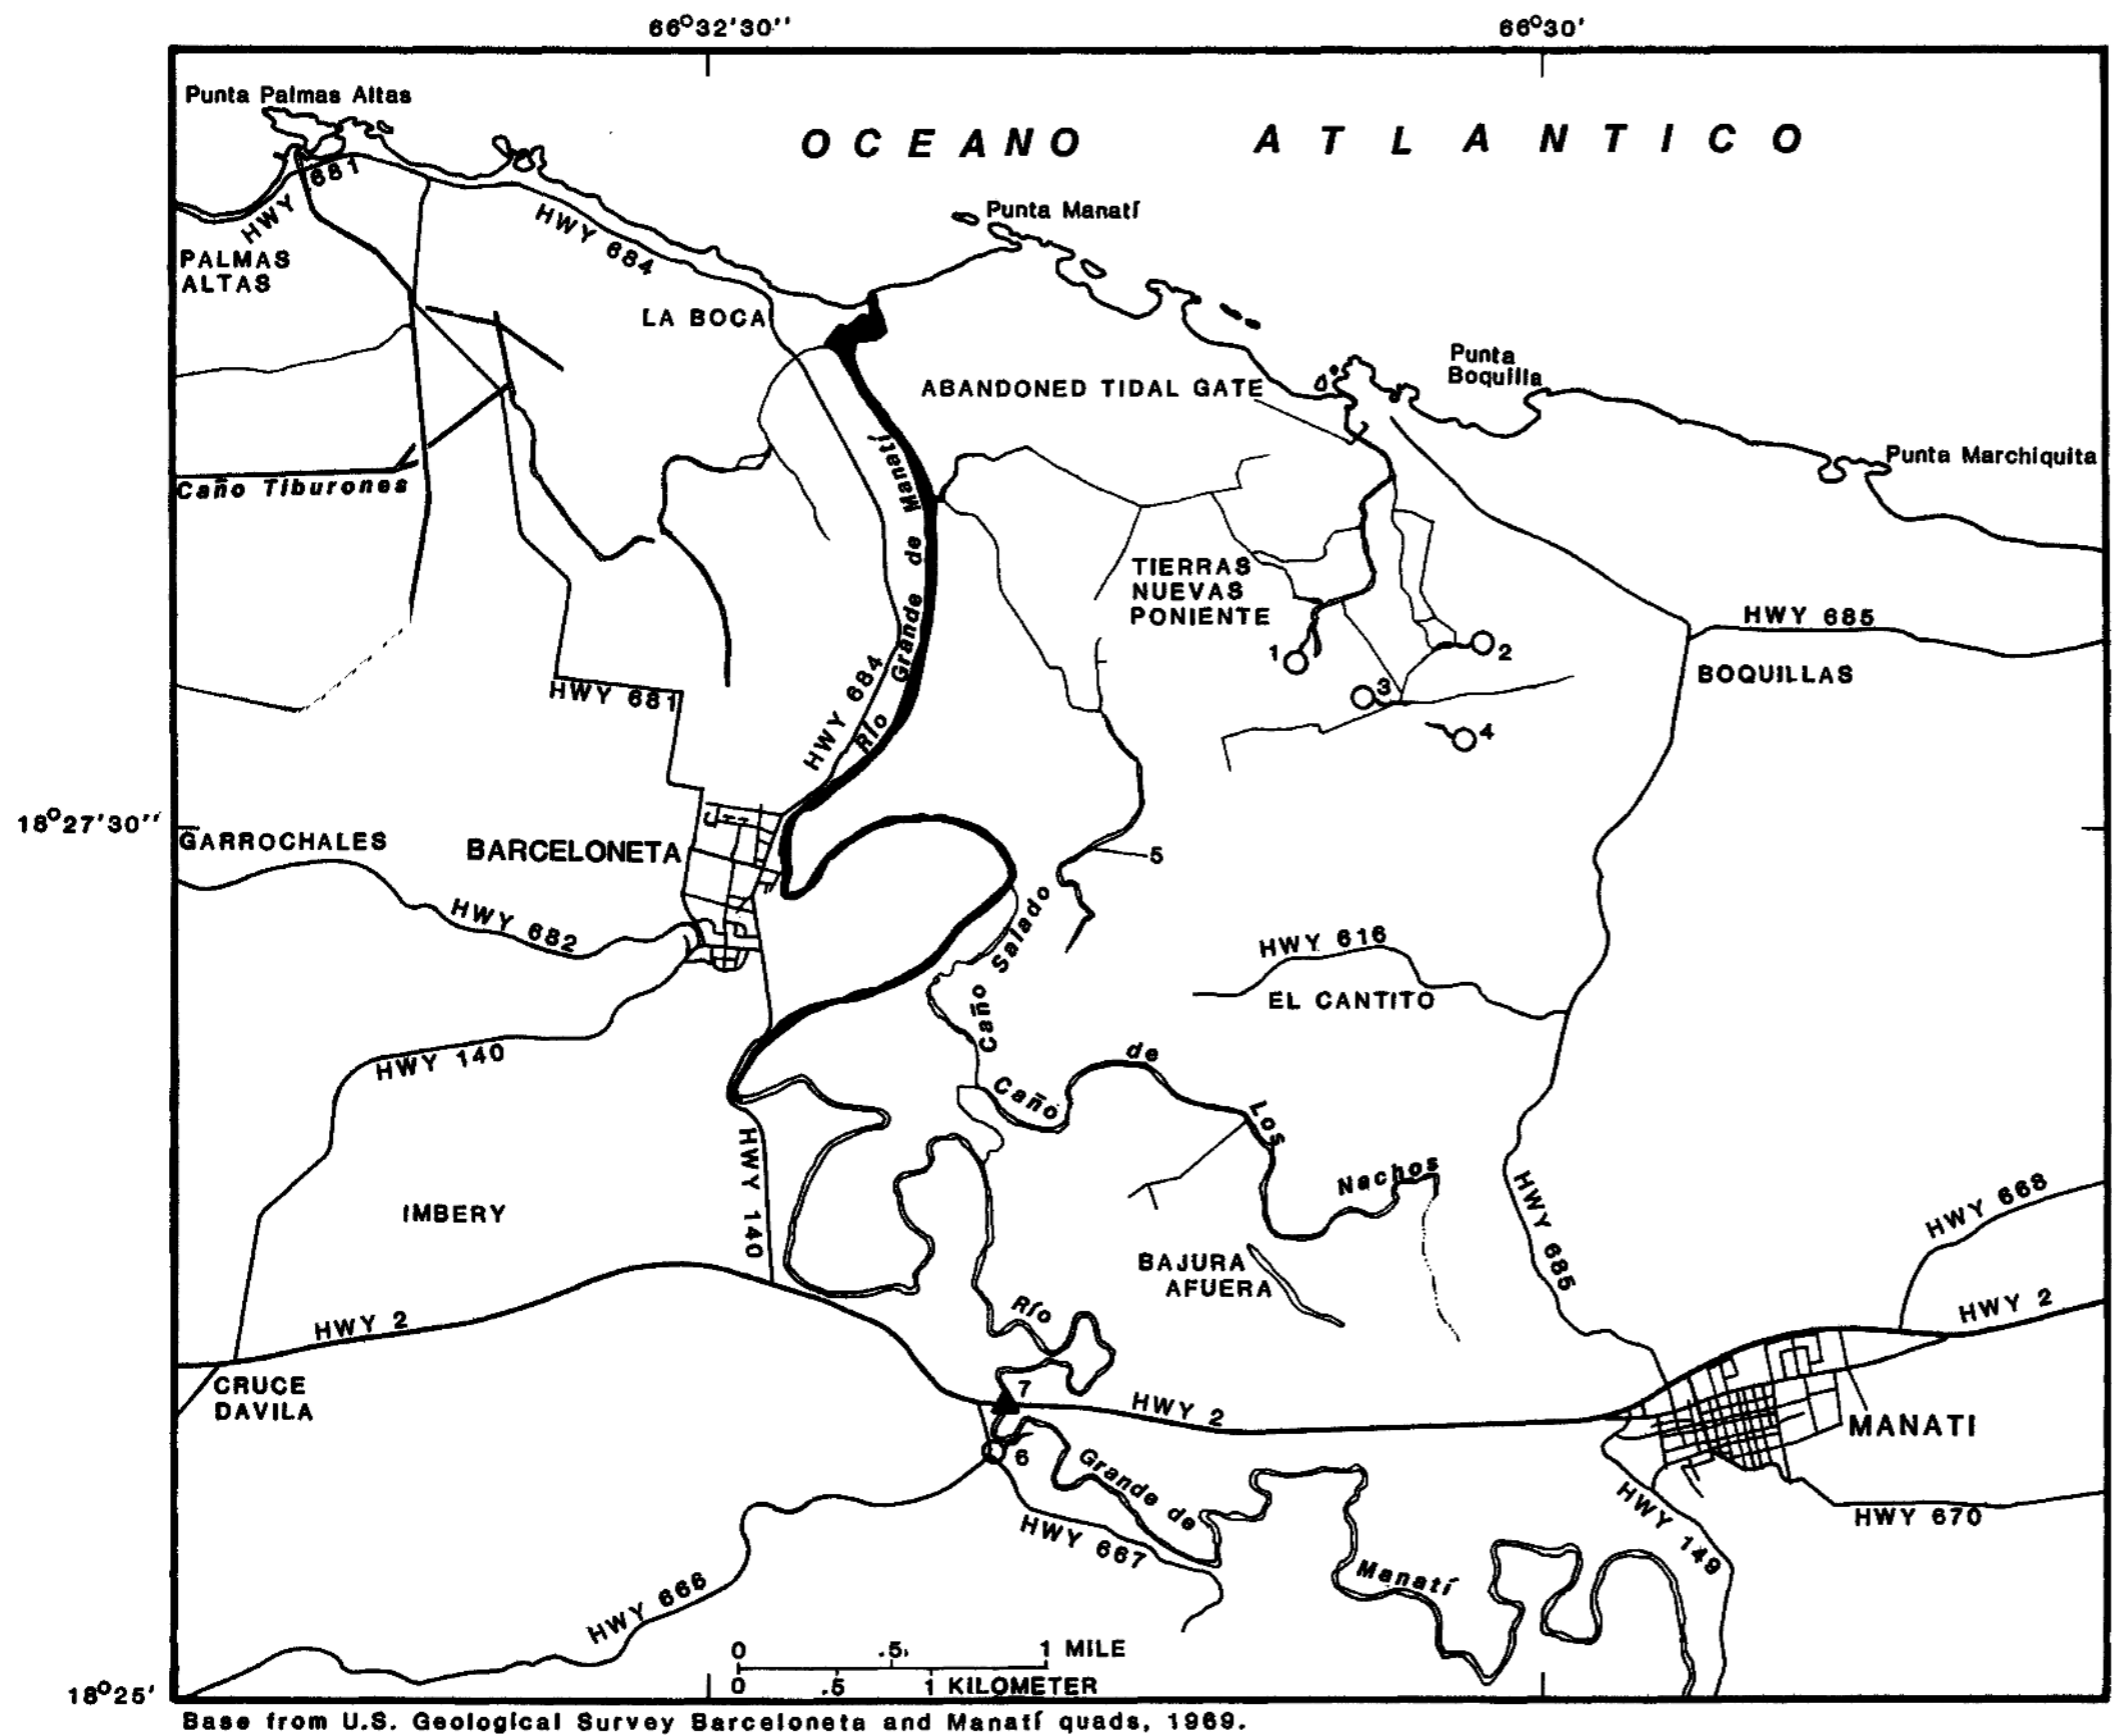 66°32'30''
66°30'
Punta Palmas Altas
OCEANO ATLANTICO
HWY 681
Punta Manatí
HWY 684
PALMAS
ALTAS
LA BOCA
Punta
Boquilla
ABANDONED TIDAL GATE
Punta Marchiquita
Caño Tiburones
Río Grande de Manatí
TIERRAS
NUEVAS
PONIENTE
HWY 685
1
2
BOQUILLAS
3
HWY 681
HWY 684
4
18°27'30''
GARROCHALES
BARCELONETA
5
HWY 682
Caño Salado
HWY 616
EL CANTITO
HWY 140
Caño de Los Nachos
HWY 140
HWY 685
HWY 668
IMBERY
BAJURA
AFUERA
HWY 2
HWY 2
Río Grande de Manatí
CRUCE
DAVILA
7
HWY 2
MANATI
6
HWY 149
HWY 670
HWY 667
HWY 666
0 .5 1 MILE
0 .5 1 KILOMETER
18°25'
Base from U.S. Geological Survey Barceloneta and Manatí quads, 1969.